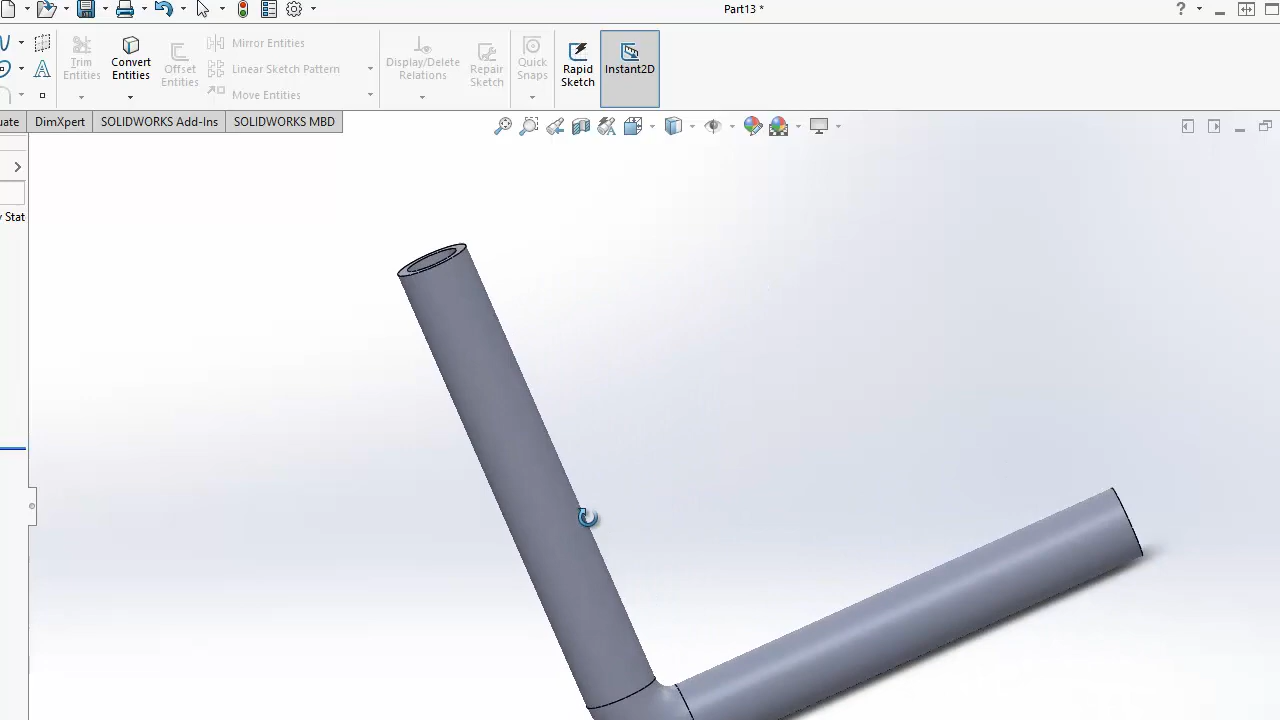 Part13 *
?
Trim Entities
Convert Entities
Offset Entities
Mirror Entities
Linear Sketch Pattern
Move Entities
Display/Delete Relations
Repair Sketch
Quick Snaps
Rapid Sketch
Instant2D
uate
DimXpert
SOLIDWORKS Add-Ins
SOLIDWORKS MBD
y Stat